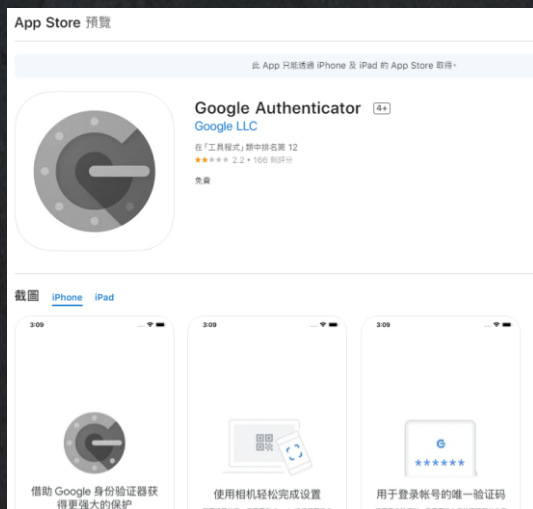 App Store 預覽
此 App 只能透過 iPhone 及 iPad 的 App Store 取得。
Google Authenticator 4+
Google LLC
在「工具程式」類中排名第 12
★★★★★ 2.2 • 166 則評分
免費
截圖 iPhone iPad
3:09
3:09
3:09
借助 Google 身份验证器获
得更强大的保护
使用相机轻松完成设置
用于登录帐号的唯一验证码